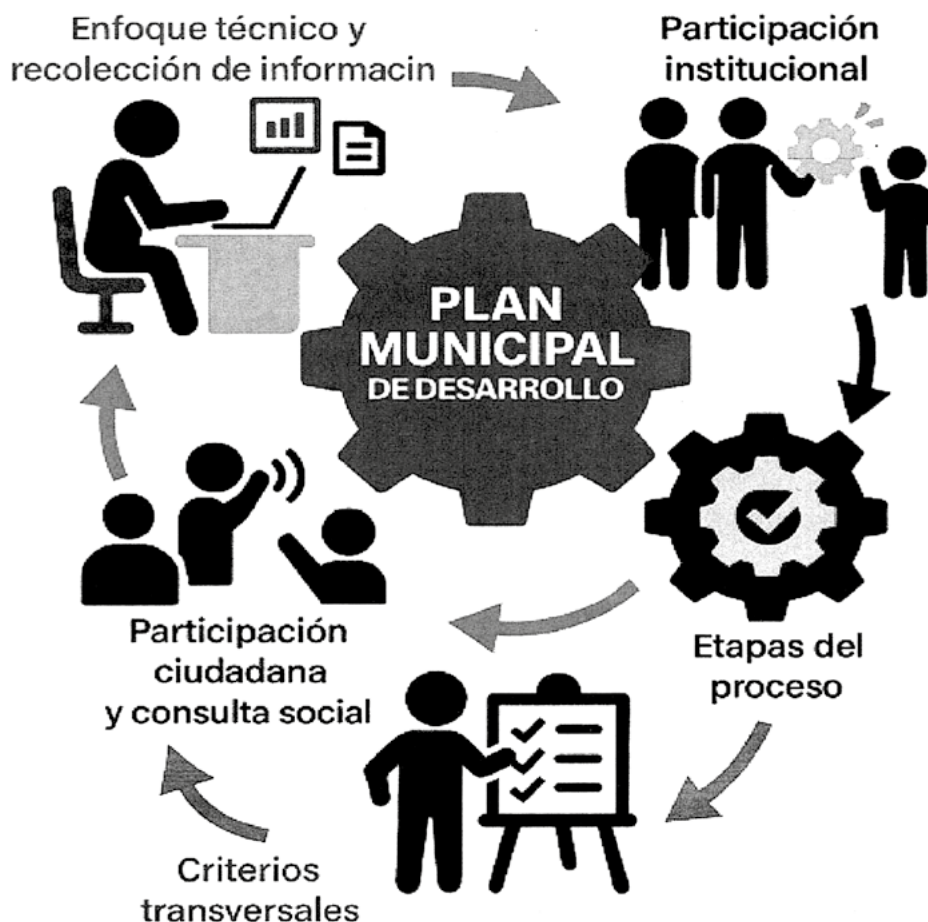 Enfoque técnico y
recolección de informacin
Participación
institucional
PLAN
MUNICIPAL
DE DESARROLLO
Etapas del
proceso
Participación
ciudadana
y consulta social
Criterios
transversales